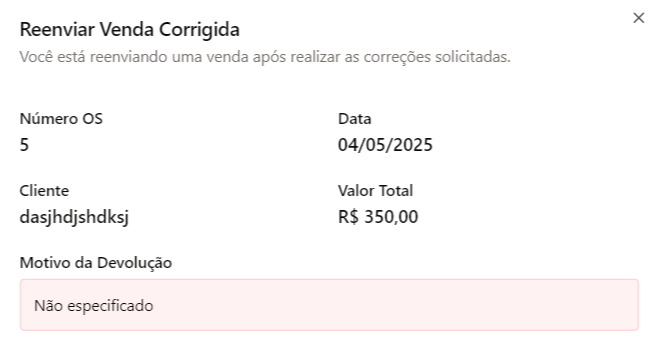 Reenviar Venda Corrigida
Você está reenviando uma venda após realizar as correções solicitadas.
Número OS
5
Data
04/05/2025
Cliente
dasjhdjshdksj
Valor Total
R$ 350,00
Motivo da Devolução
Não especificado